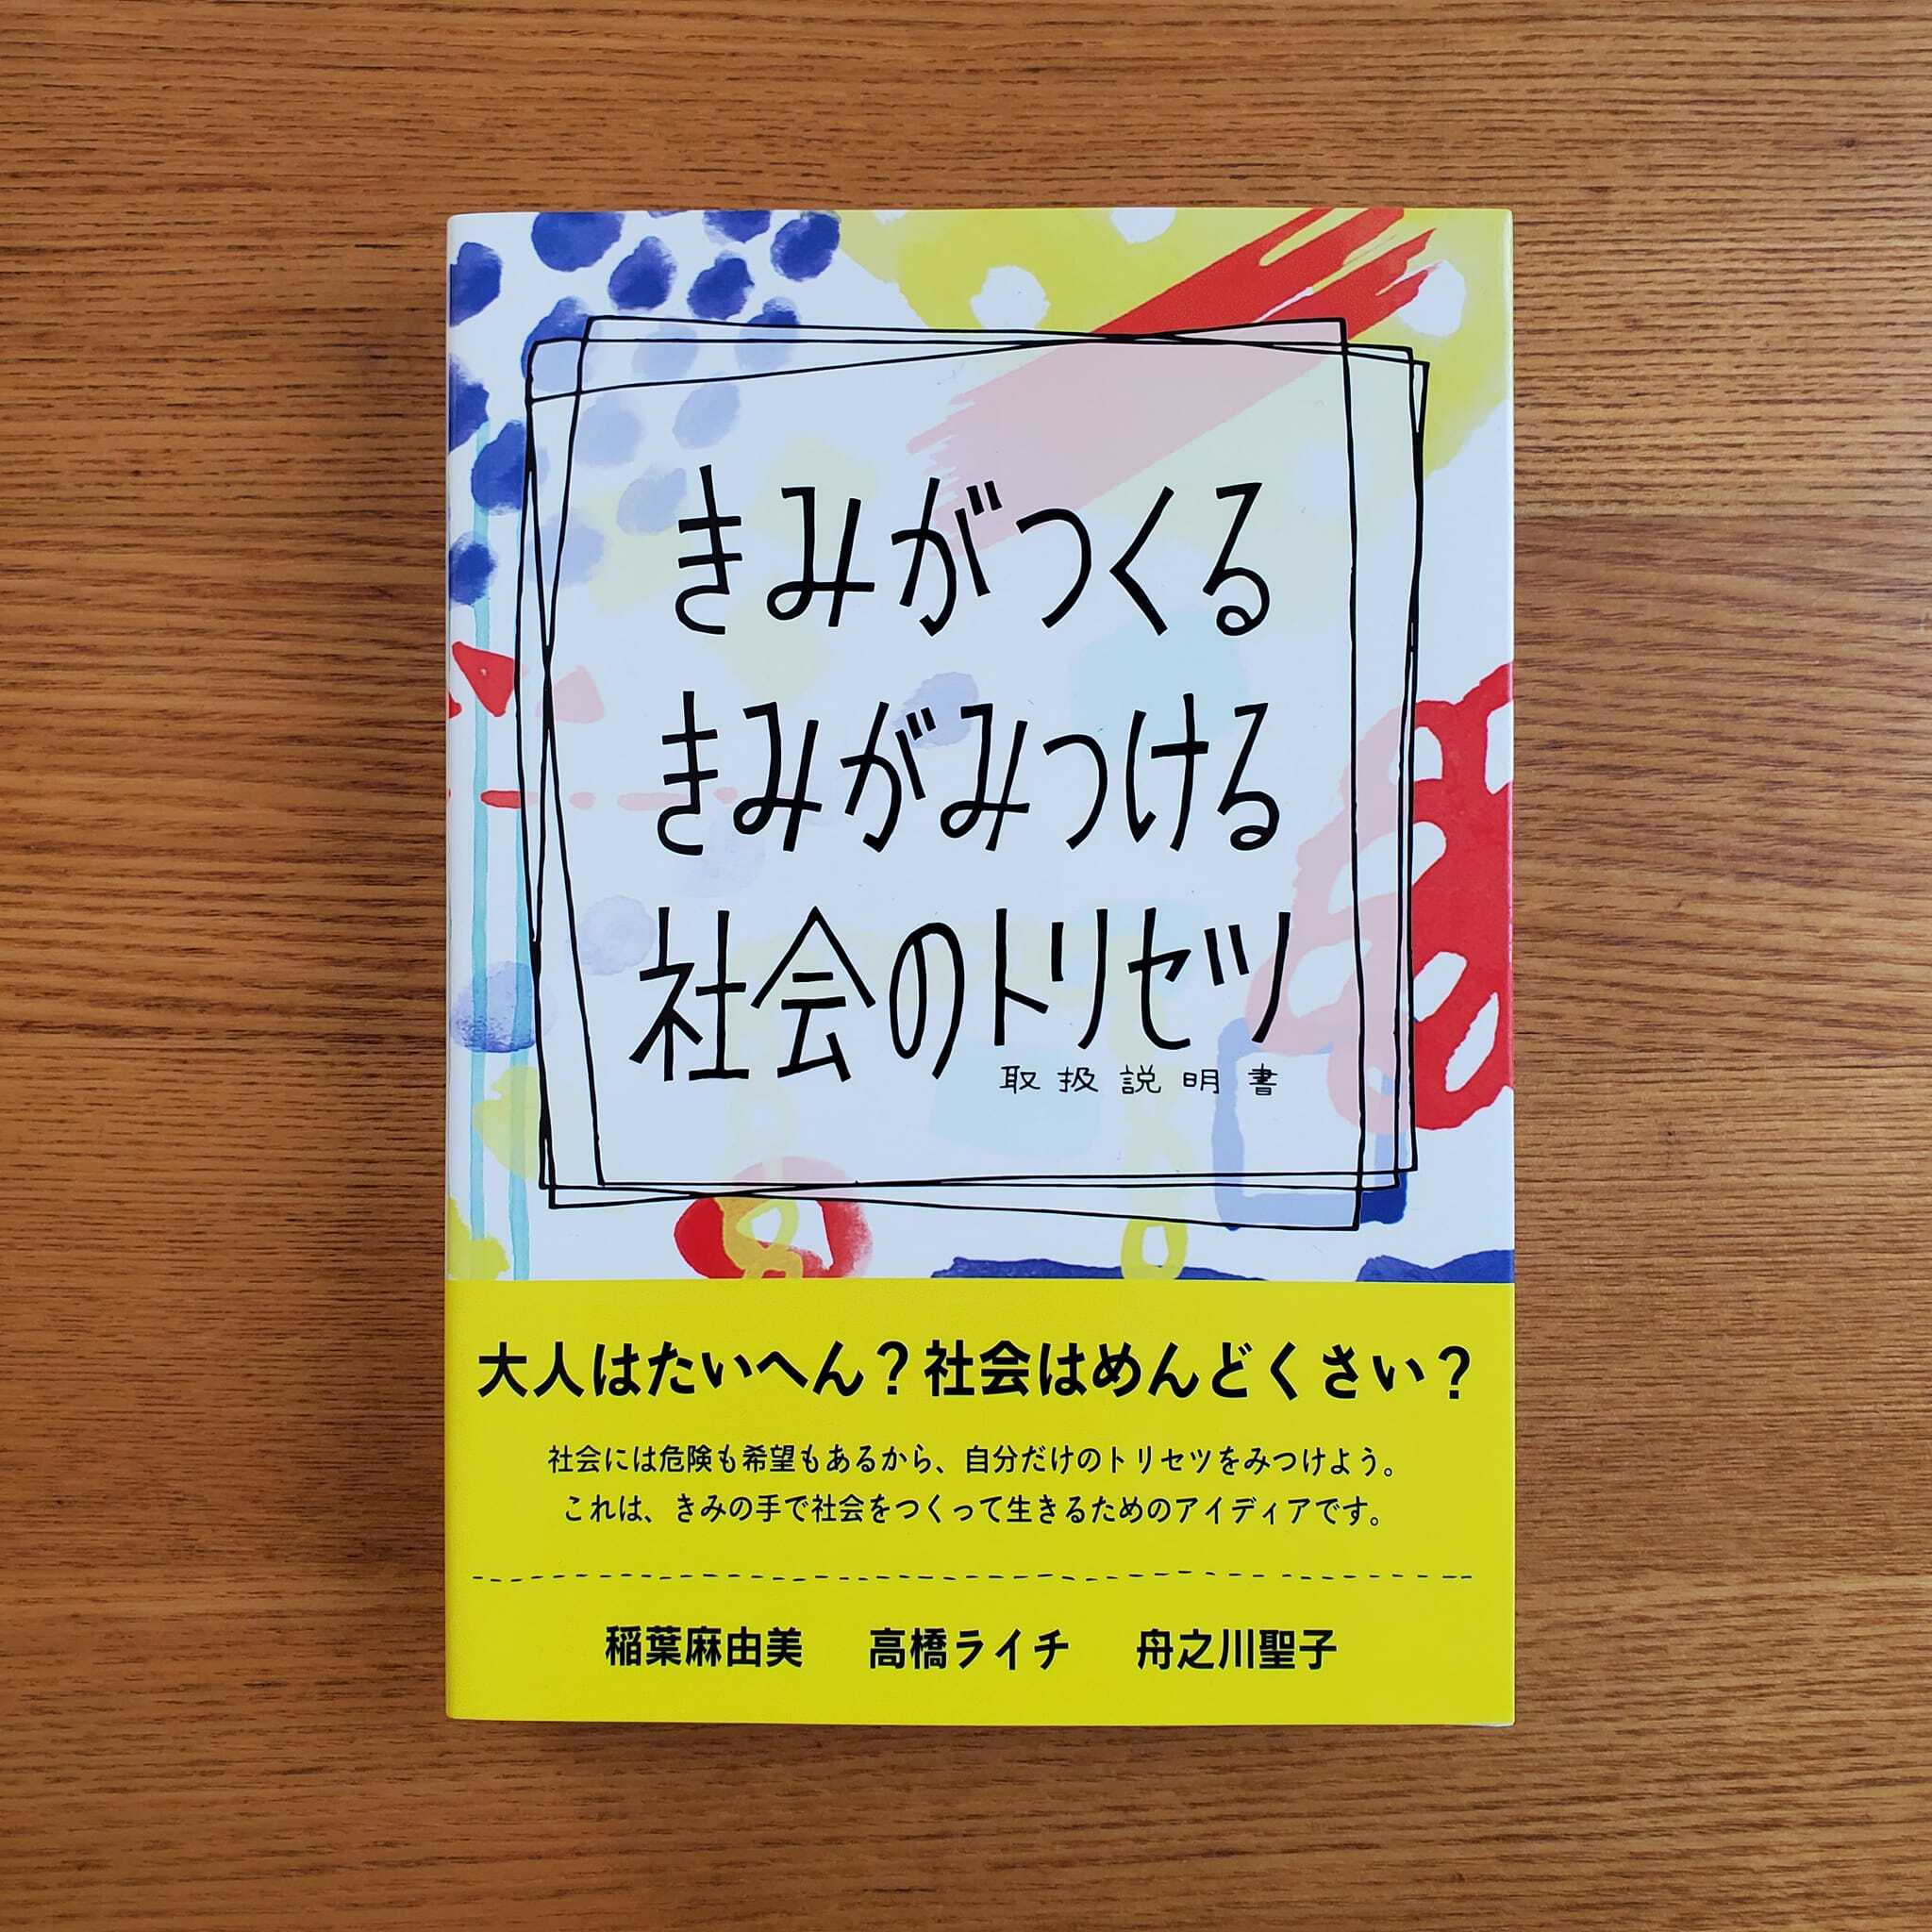 きみがつくる
きみがみつける
社会のトリセツ
取扱説明書
大人はたいへん？社会はめんどくさい？
社会には危険も希望もあるから、自分だけのトリセツをみつけよう。
これは、きみの手で社会をつくって生きるためのアイディアです。
稲葉麻由美　高橋ライチ　舟之川聖子